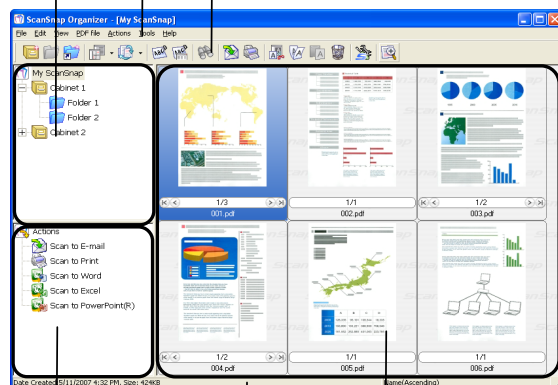 ScanSnap Organizer - [My ScanSnap]
File Edit View PDF file Actions Tools Help
My ScanSnap
Cabinet 1
Folder 1
Folder 2
Cabinet 2
Actions
Scan to E-mail
Scan to Print
Scan to Word
Scan to Excel
Scan to PowerPoint(R)
1/3 1/1 1/2
001.pdf 002.pdf 003.pdf
1/2 1/1 1/1
004.pdf 005.pdf 006.pdf
Date Created 5/11/2007 4:32 PM, Size: 424KB Name(Ascending)